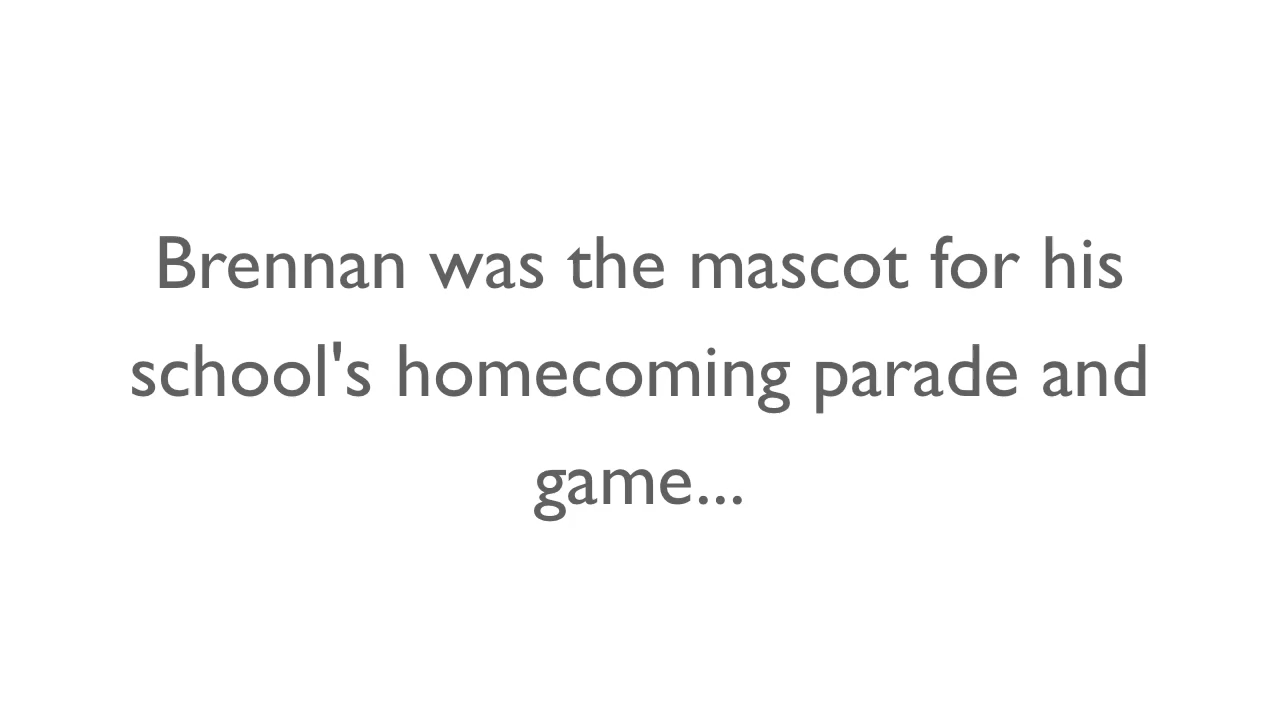 Brennan was the mascot for his
school's homecoming parade and
game...